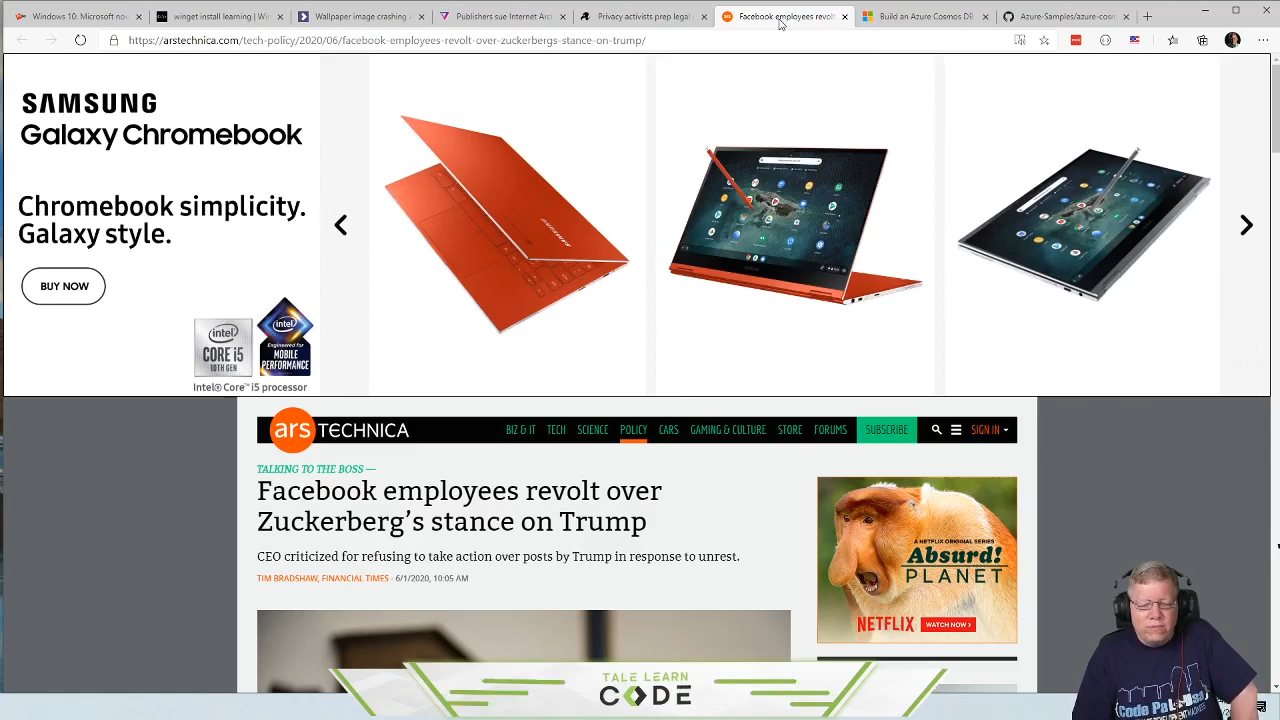 Microsoft: Windows 10
winget install learning |
Wallpaper image crashing
Publishers sue Internet Arcl
Privacy activists prep legal
Facebook employees revolt
Build an Azure Cosmos DB
Azure-Samples/azure-cosm
https://arstechnica.com/tech-policy/2020/06/facebook-employees-revolt-over-zuckerbergs-stance-on-trump/
SAMSUNG
Galaxy Chromebook
Chromebook simplicity.
Galaxy style.
BUY NOW
intel
CORE i5
10TH GEN
intel
Engineered for
MOBILE
PERFORMANCE
Intel® Core™ i5 processor
SAMSUNG
ars TECHNICA
BIZ & IT
TECH
SCIENCE
POLICY
CARS
GAMING & CULTURE
STORE
FORUMS
SUBSCRIBE
SIGN IN
TALKING TO THE BOSS —
Facebook employees revolt over
Zuckerberg's stance on Trump
CEO criticized for refusing to take action over posts by Trump in response to unrest.
TIM BRADSHAW, FINANCIAL TIMES - 6/1/2020, 10:05 AM
A NETFLIX ORIGINAL SERIES
Absurd!
PLANET
NETFLIX
WATCH NOW >
TALE LEARN
CODE
Code